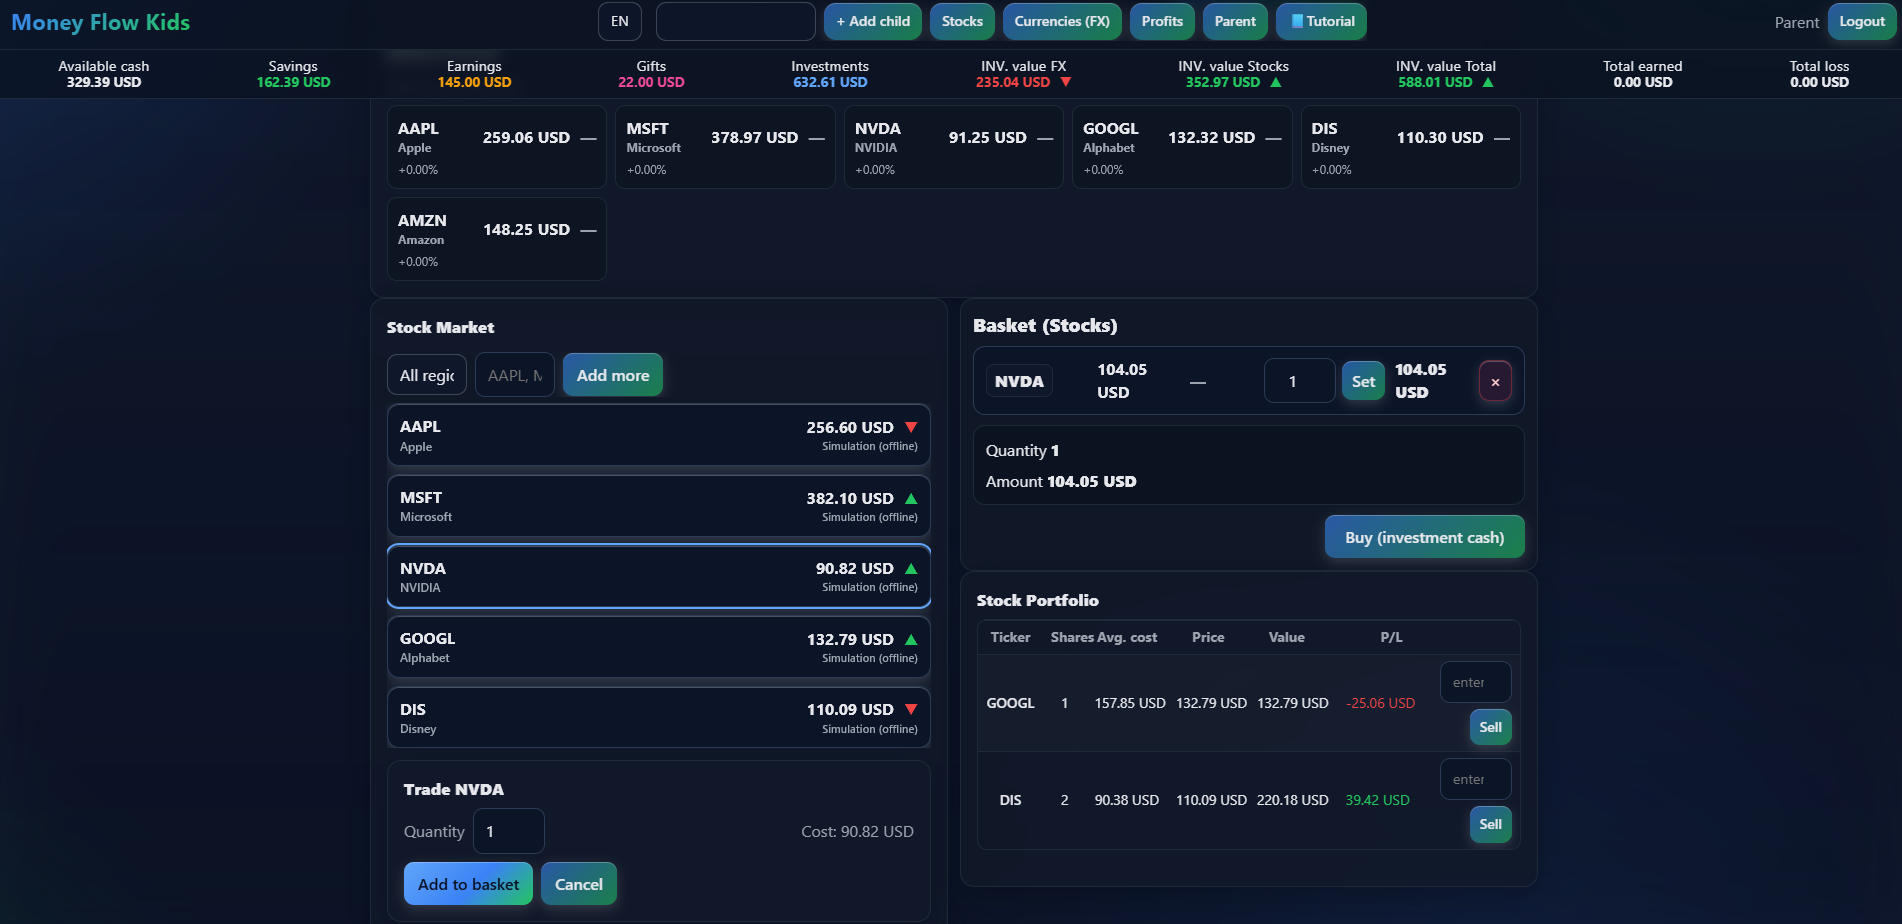 Money Flow Kids
EN
+ Add child
Stocks
Currencies (FX)
Profits
Parent
Tutorial
Parent
Logout
Available cash
329.39 USD
Savings
162.39 USD
Earnings
145.00 USD
Gifts
22.00 USD
Investments
632.61 USD
INV. value FX
235.04 USD ▼
INV. value Stocks
352.97 USD ▲
INV. value Total
588.01 USD ▲
Total earned
0.00 USD
Total loss
0.00 USD
AAPL
Apple
259.06 USD —
+0.00%
MSFT
Microsoft
378.97 USD —
+0.00%
NVDA
NVIDIA
91.25 USD —
+0.00%
GOOGL
Alphabet
132.32 USD —
+0.00%
DIS
Disney
110.30 USD —
+0.00%
AMZN
Amazon
148.25 USD —
+0.00%
Stock Market
All regic
AAPL, M
Add more
AAPL
Apple
256.60 USD ▼
Simulation (offline)
MSFT
Microsoft
382.10 USD ▲
Simulation (offline)
NVDA
NVIDIA
90.82 USD ▲
Simulation (offline)
GOOGL
Alphabet
132.79 USD ▲
Simulation (offline)
DIS
Disney
110.09 USD ▼
Simulation (offline)
Trade NVDA
Quantity 1
Cost: 90.82 USD
Add to basket
Cancel
Basket (Stocks)
NVDA
104.05
USD
—
1
Set
104.05
USD
×
Quantity 1
Amount 104.05 USD
Buy (investment cash)
Stock Portfolio
Ticker Shares Avg. cost Price Value P/L
GOOGL 1 157.85 USD 132.79 USD 132.79 USD -25.06 USD
enter
Sell
DIS 2 90.38 USD 110.09 USD 220.18 USD 39.42 USD
enter
Sell